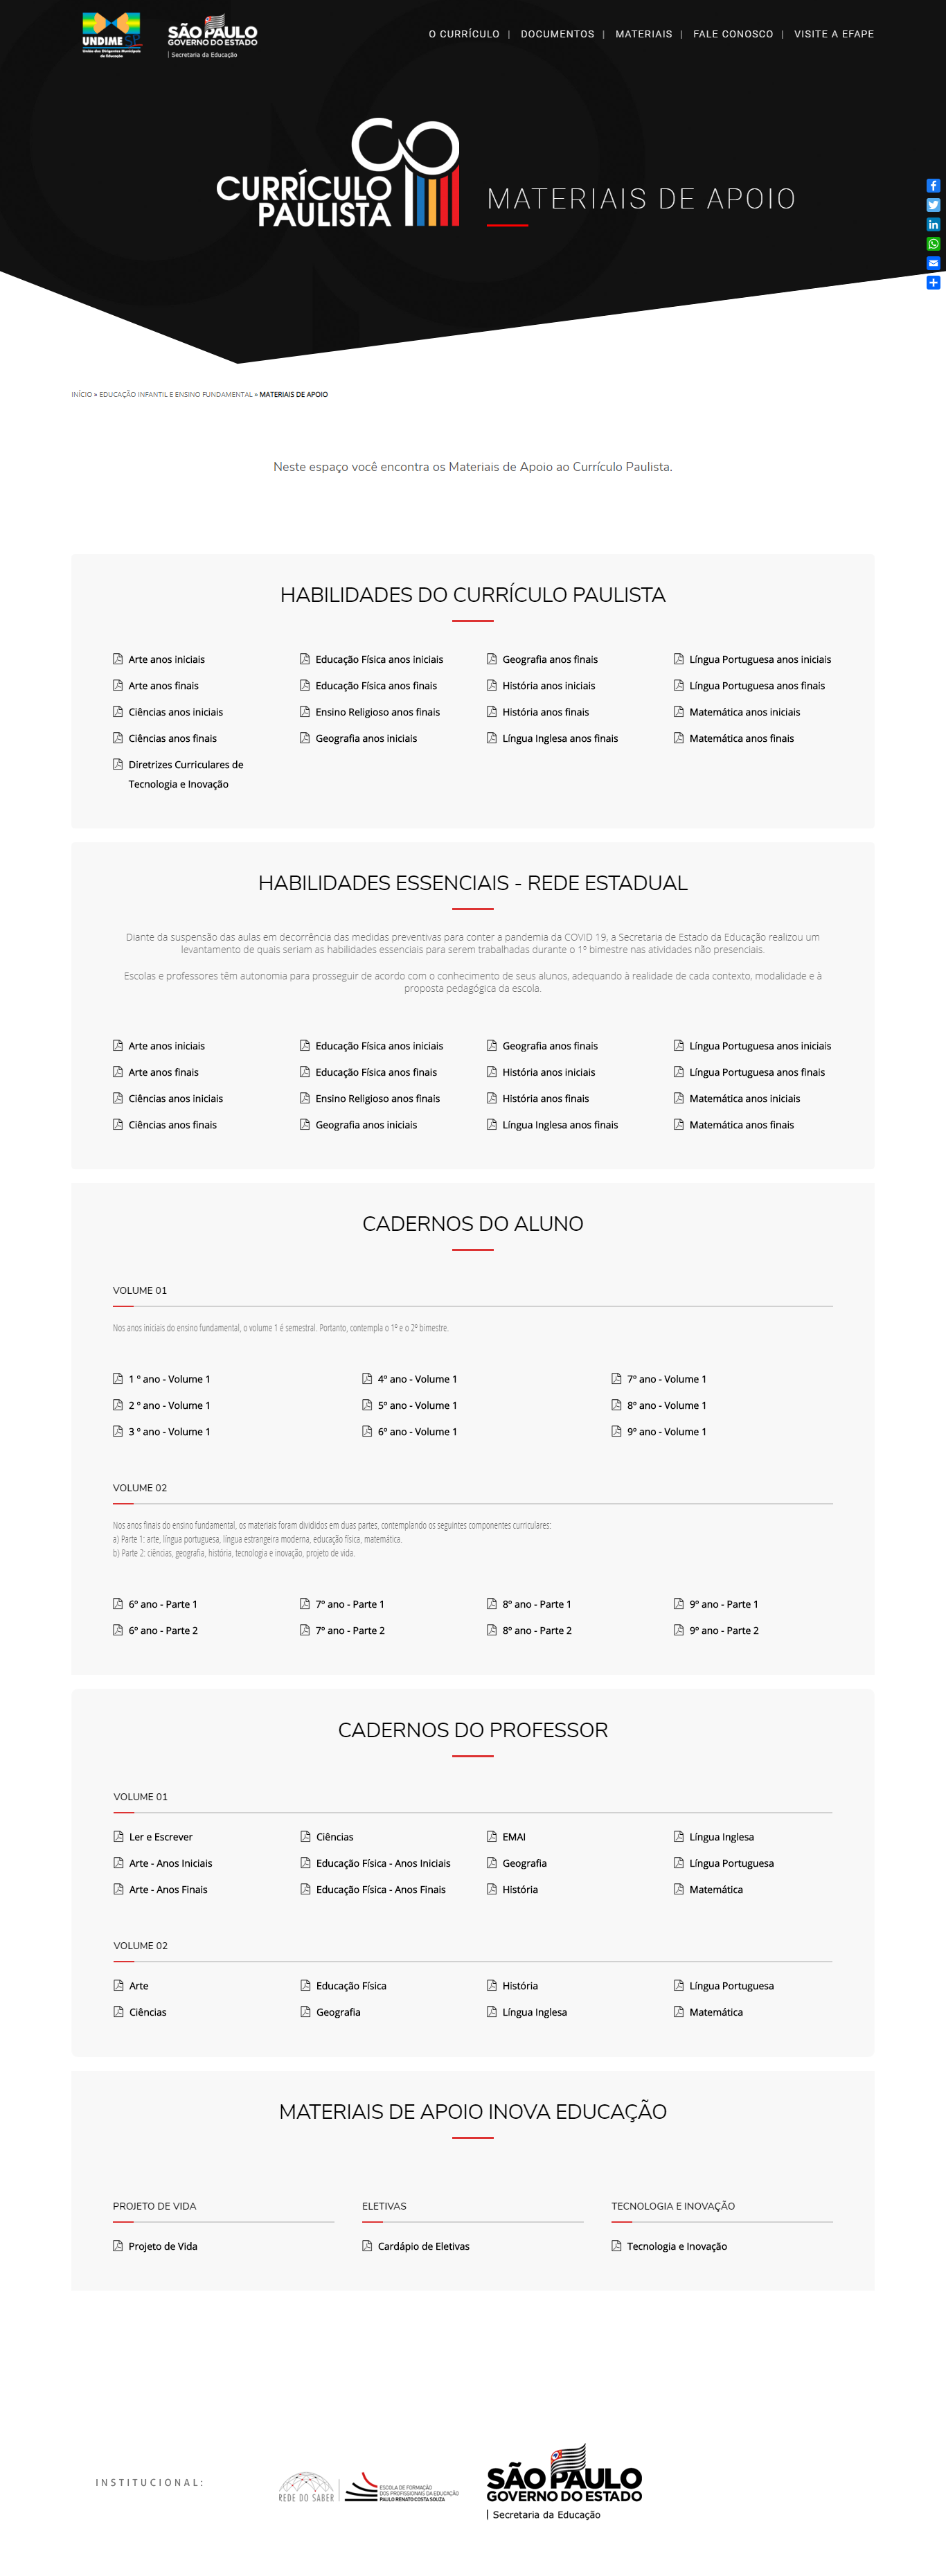 UNDIME SP
União dos Dirigentes Municipais
de Educação
SÃO PAULO
GOVERNO DO ESTADO
| Secretaria da Educação
O CURRÍCULO | DOCUMENTOS | MATERIAIS | FALE CONOSCO | VISITE A EFAPE
CURRÍCULO
PAULISTA
MATERIAIS DE APOIO
INÍCIO » EDUCAÇÃO INFANTIL E ENSINO FUNDAMENTAL » MATERIAIS DE APOIO
Neste espaço você encontra os Materiais de Apoio ao Currículo Paulista.
HABILIDADES DO CURRÍCULO PAULISTA
Arte anos iniciais
Arte anos finais
Ciências anos iniciais
Ciências anos finais
Diretrizes Curriculares de
Tecnologia e Inovação
Educação Física anos iniciais
Educação Física anos finais
Ensino Religioso anos finais
Geografia anos iniciais
Geografia anos finais
História anos iniciais
História anos finais
Língua Inglesa anos finais
Língua Portuguesa anos iniciais
Língua Portuguesa anos finais
Matemática anos iniciais
Matemática anos finais
HABILIDADES ESSENCIAIS - REDE ESTADUAL
Diante da suspensão das aulas em decorrência das medidas preventivas para conter a pandemia da COVID 19, a Secretaria de Estado da Educação realizou um
levantamento de quais seriam as habilidades essenciais para serem trabalhadas durante o 1º bimestre nas atividades não presenciais.
Escolas e professores têm autonomia para prosseguir de acordo com o conhecimento de seus alunos, adequando à realidade de cada contexto, modalidade e à
proposta pedagógica da escola.
Arte anos iniciais
Arte anos finais
Ciências anos iniciais
Ciências anos finais
Educação Física anos iniciais
Educação Física anos finais
Ensino Religioso anos finais
Geografia anos iniciais
Geografia anos finais
História anos iniciais
História anos finais
Língua Inglesa anos finais
Língua Portuguesa anos iniciais
Língua Portuguesa anos finais
Matemática anos iniciais
Matemática anos finais
CADERNOS DO ALUNO
VOLUME 01
Nos anos iniciais do ensino fundamental, o volume 1 é semestral. Portanto, contempla o 1º e o 2º bimestre.
1 º ano - Volume 1
2 º ano - Volume 1
3 º ano - Volume 1
4º ano - Volume 1
5º ano - Volume 1
6º ano - Volume 1
7º ano - Volume 1
8º ano - Volume 1
9º ano - Volume 1
VOLUME 02
Nos anos finais do ensino fundamental, os materiais foram divididos em duas partes, contemplando os seguintes componentes curriculares:
a) Parte 1: arte, língua portuguesa, língua estrangeira moderna, educação física, matemática.
b) Parte 2: ciências, geografia, história, tecnologia e inovação, projeto de vida.
6º ano - Parte 1
6º ano - Parte 2
7º ano - Parte 1
7º ano - Parte 2
8º ano - Parte 1
8º ano - Parte 2
9º ano - Parte 1
9º ano - Parte 2
CADERNOS DO PROFESSOR
VOLUME 01
Ler e Escrever
Arte - Anos Iniciais
Arte - Anos Finais
Ciências
Educação Física - Anos Iniciais
Educação Física - Anos Finais
EMAI
Geografia
História
Língua Inglesa
Língua Portuguesa
Matemática
VOLUME 02
Arte
Ciências
Educação Física
Geografia
História
Língua Inglesa
Língua Portuguesa
Matemática
MATERIAIS DE APOIO INOVA EDUCAÇÃO
PROJETO DE VIDA
Projeto de Vida
ELETIVAS
Cardápio de Eletivas
TECNOLOGIA E INOVAÇÃO
Tecnologia e Inovação
INSTITUCIONAL:
REDE DO SABER
ESCOLA DE FORMAÇÃO
DOS PROFISSIONAIS DA EDUCAÇÃO
PAULO RENATO COSTA SOUZA
SÃO PAULO
GOVERNO DO ESTADO
| Secretaria da Educação